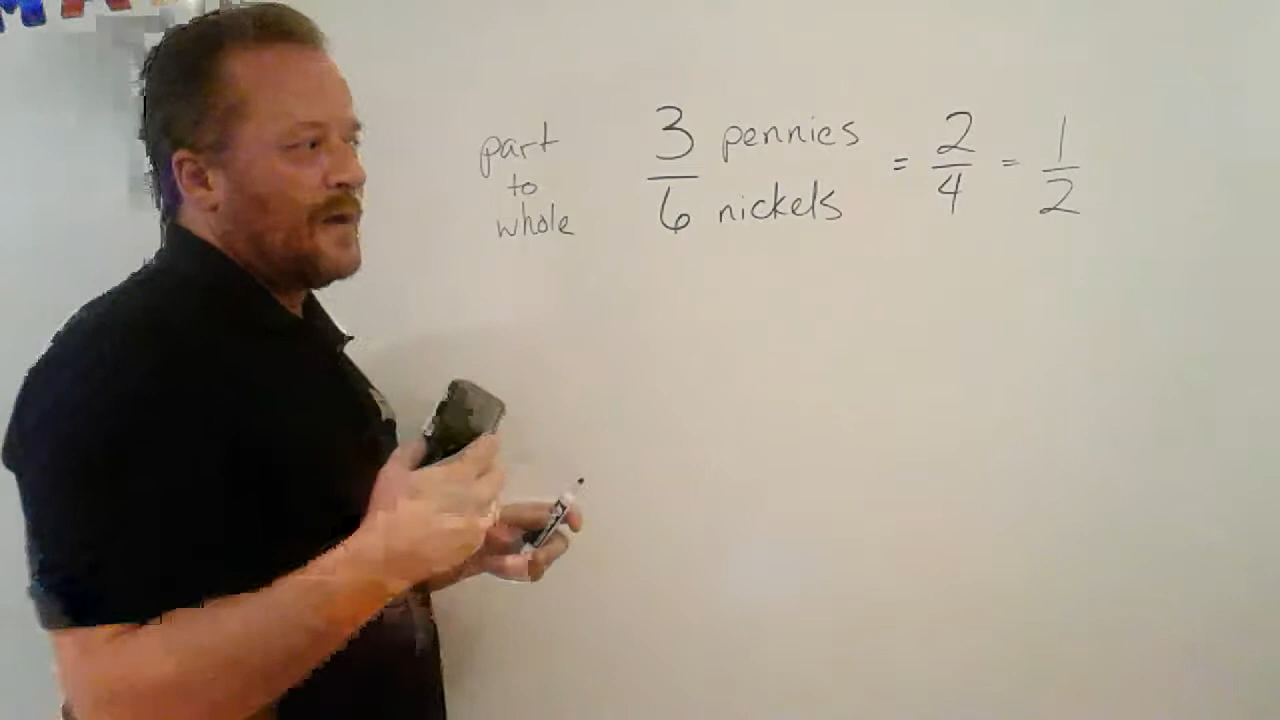 part
to
whole
3 pennies
6 nickels
= 2/4 = 1/2